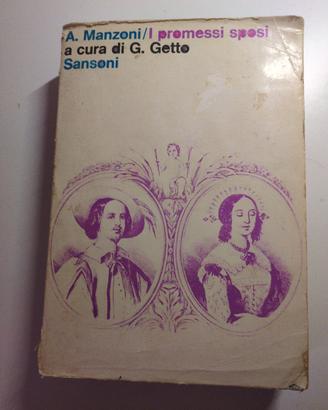 A. Manzoni/I promessi sposi
a cura di G. Getto
Sansoni